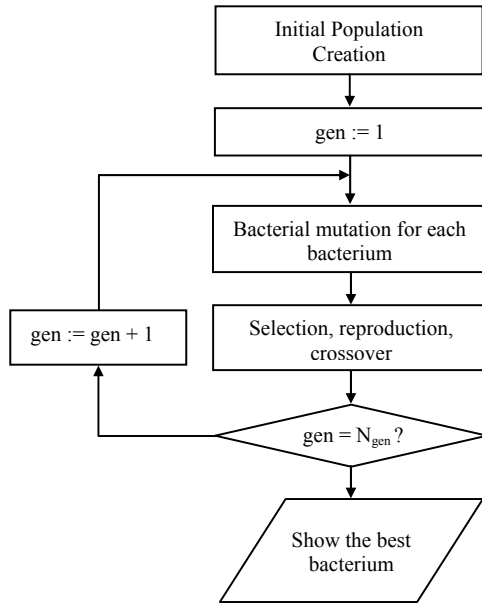 Initial Population
Creation
gen := 1
Bacterial mutation for each
bacterium
Selection, reproduction,
crossover
gen := gen + 1
gen = Ngen ?
Show the best
bacterium